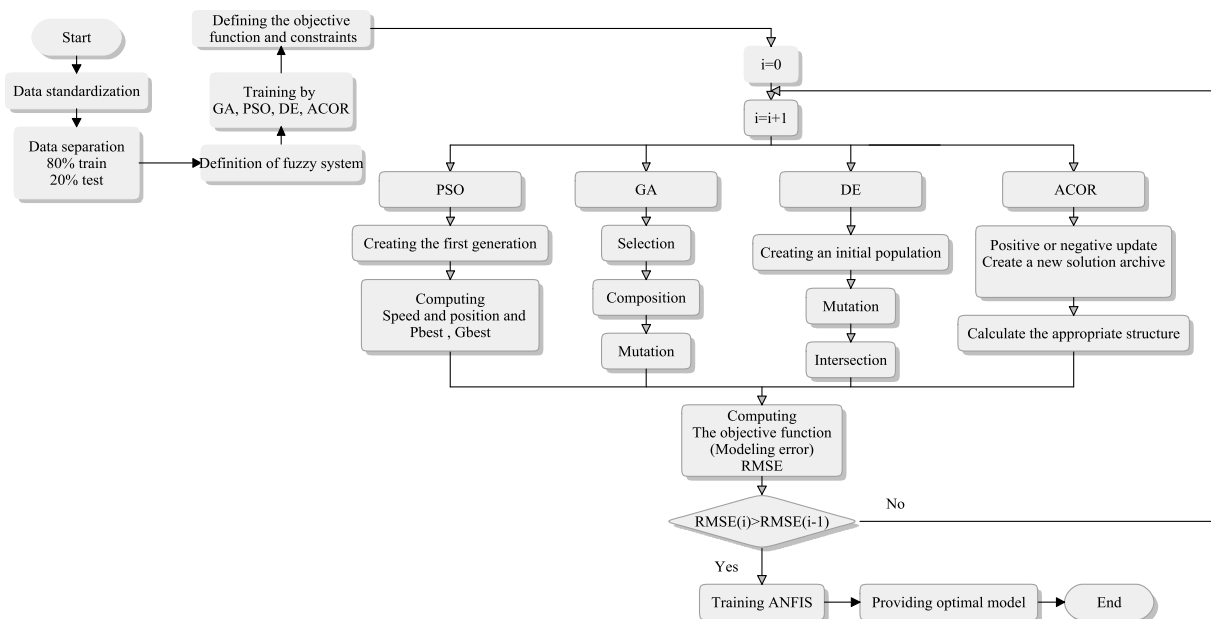 Start
Data standardization
Data separation
80% train
20% test
Definition of fuzzy system
Training by
GA, PSO, DE, ACOR
Defining the objective
function and constraints
i=0
i=i+1
PSO
Creating the first generation
Computing
Speed and position and
Pbest , Gbest
GA
Selection
Composition
Mutation
DE
Creating an initial population
Mutation
Intersection
ACOR
Positive or negative update
Create a new solution archive
Calculate the appropriate structure
Computing
The objective function
(Modeling error)
RMSE
RMSE(i)>RMSE(i-1)
No
Yes
Training ANFIS
Providing optimal model
End